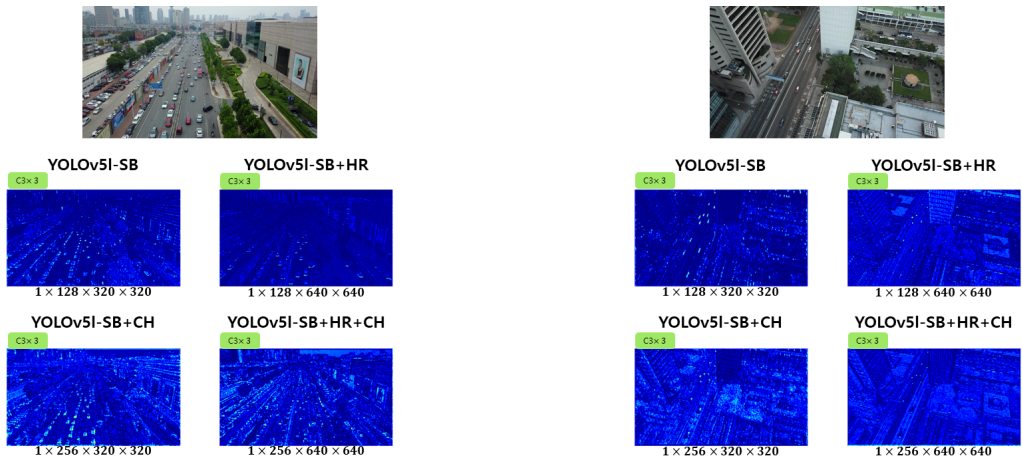 YOLOv5l-SB
YOLOv5l-SB+HR
C3× 3
C3× 3
1 × 128 × 320 × 320
1 × 128 × 640 × 640
YOLOv5l-SB+CH
YOLOv5l-SB+HR+CH
C3× 3
C3× 3
1 × 256 × 320 × 320
1 × 256 × 640 × 640
YOLOv5l-SB
YOLOv5l-SB+HR
C3× 3
C3× 3
1 × 128 × 320 × 320
1 × 128 × 640 × 640
YOLOv5l-SB+CH
YOLOv5l-SB+HR+CH
C3× 3
C3× 3
1 × 256 × 320 × 320
1 × 256 × 640 × 640